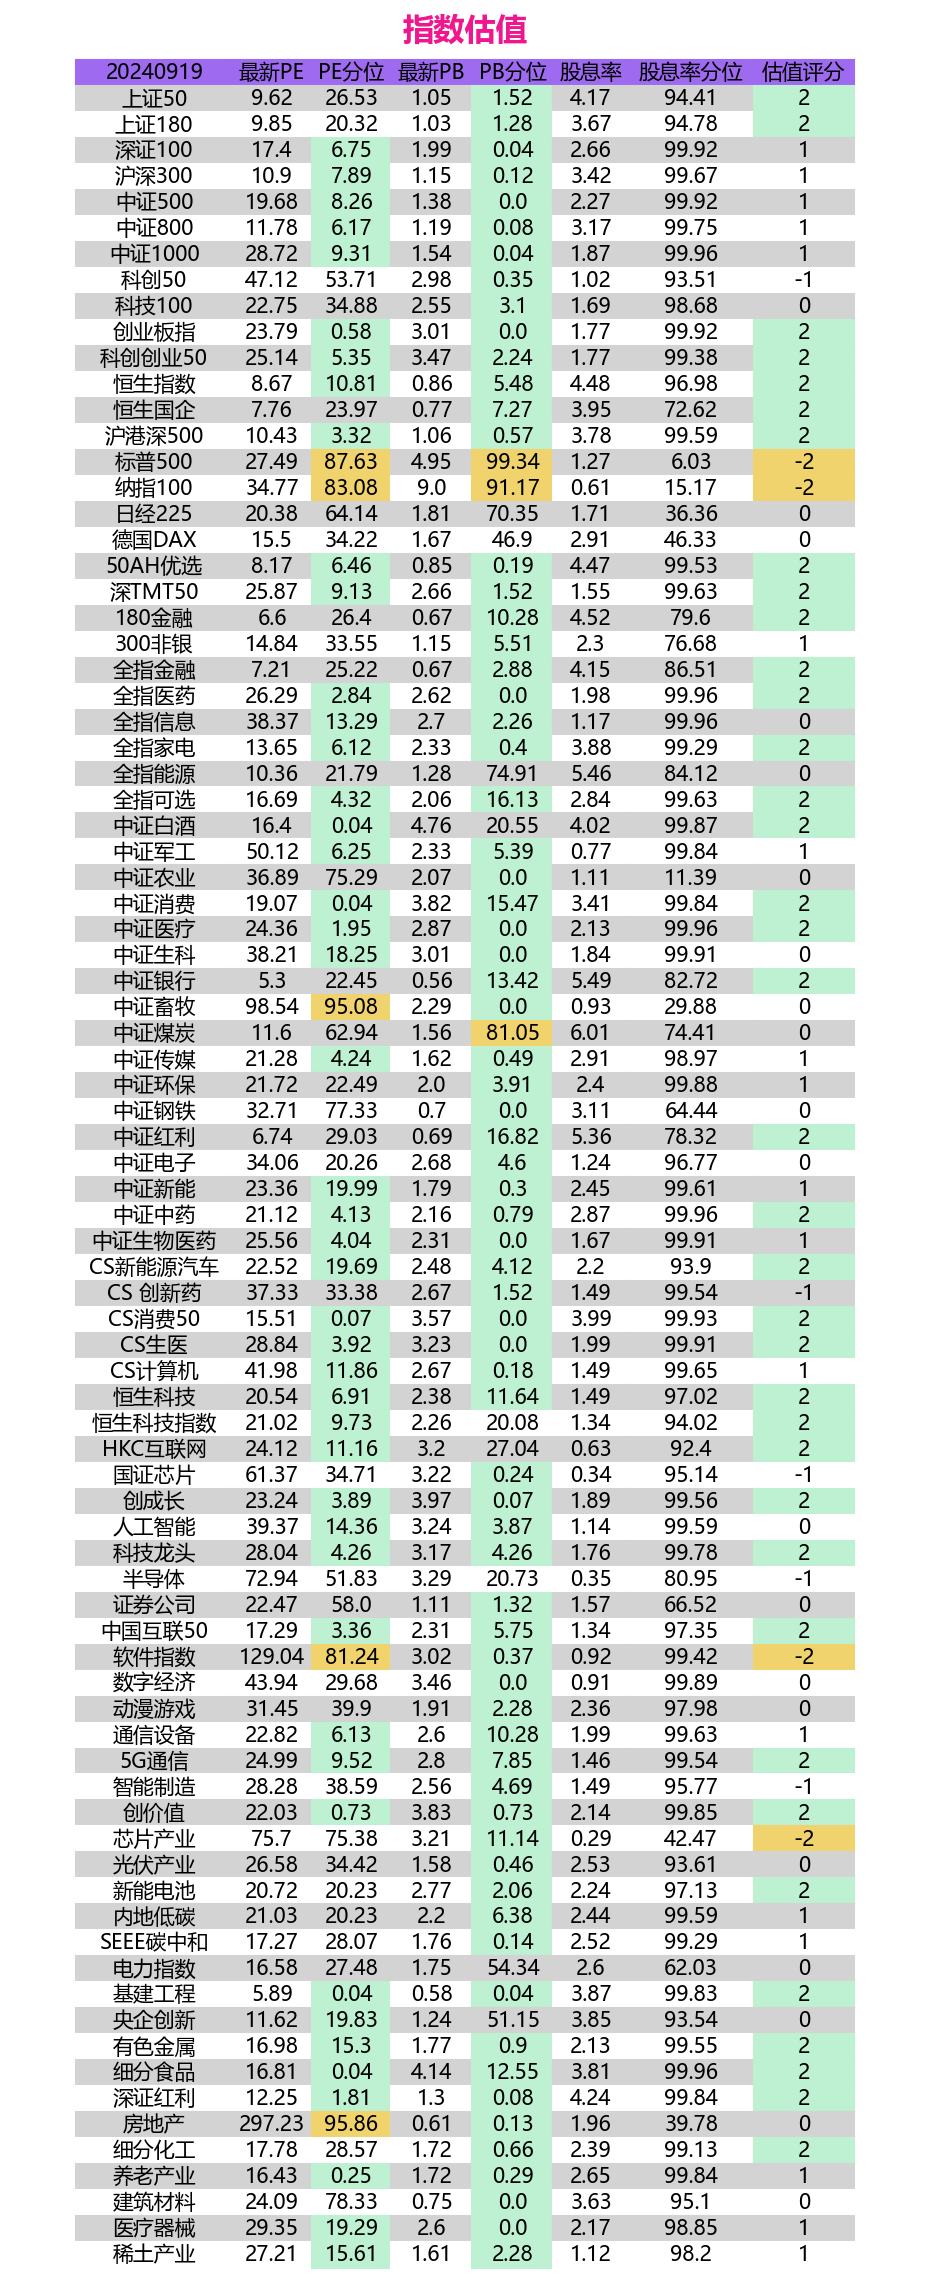 指数估值
20240919 最新PE PE分位 最新PB PB分位 股息率 股息率分位 估值评分
上证50 9.62 26.53 1.05 1.52 4.17 94.41 2
上证180 9.85 20.32 1.03 1.28 3.67 94.78 2
深证100 17.4 6.75 1.99 0.04 2.66 99.92 1
沪深300 10.9 7.89 1.15 0.12 3.42 99.67 1
中证500 19.68 8.26 1.38 0.0 2.27 99.92 1
中证800 11.78 6.17 1.19 0.08 3.17 99.75 1
中证1000 28.72 9.31 1.54 0.04 1.87 99.96 1
科创50 47.12 53.71 2.98 0.35 1.02 93.51 -1
科技100 22.75 34.88 2.55 3.1 1.69 98.68 0
创业板指 23.79 0.58 3.01 0.0 1.77 99.92 2
科创创业50 25.14 5.35 3.47 2.24 1.77 99.38 2
恒生指数 8.67 10.81 0.86 5.48 4.48 96.98 2
恒生国企 7.76 23.97 0.77 7.27 3.95 72.62 2
沪港深500 10.43 3.32 1.06 0.57 3.78 99.59 2
标普500 27.49 87.63 4.95 99.34 1.27 6.03 -2
纳指100 34.77 83.08 9.0 91.17 0.61 15.17 -2
日经225 20.38 64.14 1.81 70.35 1.71 36.36 0
德国DAX 15.5 34.22 1.67 46.9 2.91 46.33 0
50AH优选 8.17 6.46 0.85 0.19 4.47 99.53 2
深TMT50 25.87 9.13 2.66 1.52 1.55 99.63 2
180金融 6.6 26.4 0.67 10.28 4.52 79.6 2
300非银 14.84 33.55 1.15 5.51 2.3 76.68 1
全指金融 7.21 25.22 0.67 2.88 4.15 86.51 2
全指医药 26.29 2.84 2.62 0.0 1.98 99.96 2
全指信息 38.37 13.29 2.7 2.26 1.17 99.96 0
全指家电 13.65 6.12 2.33 0.4 3.88 99.29 2
全指能源 10.36 21.79 1.28 74.91 5.46 84.12 0
全指可选 16.69 4.32 2.06 16.13 2.84 99.63 2
中证白酒 16.4 0.04 4.76 20.55 4.02 99.87 2
中证军工 50.12 6.25 2.33 5.39 0.77 99.84 1
中证农业 36.89 75.29 2.07 0.0 1.11 11.39 0
中证消费 19.07 0.04 3.82 15.47 3.41 99.84 2
中证医疗 24.36 1.95 2.87 0.0 2.13 99.96 2
中证生科 38.21 18.25 3.01 0.0 1.84 99.91 0
中证银行 5.3 22.45 0.56 13.42 5.49 82.72 2
中证畜牧 98.54 95.08 2.29 0.0 0.93 29.88 0
中证煤炭 11.6 62.94 1.56 81.05 6.01 74.41 0
中证传媒 21.28 4.24 1.62 0.49 2.91 98.97 1
中证环保 21.72 22.49 2.0 3.91 2.4 99.88 1
中证钢铁 32.71 77.33 0.7 0.0 3.11 64.44 0
中证红利 6.74 29.03 0.69 16.82 5.36 78.32 2
中证电子 34.06 20.26 2.68 4.6 1.24 96.77 0
中证新能 23.36 19.99 1.79 0.3 2.45 99.61 1
中证中药 21.12 4.13 2.16 0.79 2.87 99.96 2
中证生物医药 25.56 4.04 2.31 0.0 1.67 99.91 1
CS新能源汽车 22.52 19.69 2.48 4.12 2.2 93.9 2
CS 创新药 37.33 33.38 2.67 1.52 1.49 99.54 -1
CS消费50 15.51 0.07 3.57 0.0 3.99 99.93 2
CS生医 28.84 3.92 3.23 0.0 1.99 99.91 2
CS计算机 41.98 11.86 2.67 0.18 1.49 99.65 1
恒生科技 20.54 6.91 2.38 11.64 1.49 97.02 2
恒生科技指数 21.02 9.73 2.26 20.08 1.34 94.02 2
HKC互联网 24.12 11.16 3.2 27.04 0.63 92.4 2
国证芯片 61.37 34.71 3.22 0.24 0.34 95.14 -1
创成长 23.24 3.89 3.97 0.07 1.89 99.56 2
人工智能 39.37 14.36 3.24 3.87 1.14 99.59 0
科技龙头 28.04 4.26 3.17 4.26 1.76 99.78 2
半导体 72.94 51.83 3.29 20.73 0.35 80.95 -1
证券公司 22.47 58.0 1.11 1.32 1.57 66.52 0
中国互联50 17.29 3.36 2.31 5.75 1.34 97.35 2
软件指数 129.04 81.24 3.02 0.37 0.92 99.42 -2
数字经济 43.94 29.68 3.46 0.0 0.91 99.89 0
动漫游戏 31.45 39.9 1.91 2.28 2.36 97.98 0
通信设备 22.82 6.13 2.6 10.28 1.99 99.63 1
5G通信 24.99 9.52 2.8 7.85 1.46 99.54 2
智能制造 28.28 38.59 2.56 4.69 1.49 95.77 -1
创价值 22.03 0.73 3.83 0.73 2.14 99.85 2
芯片产业 75.7 75.38 3.21 11.14 0.29 42.47 -2
光伏产业 26.58 34.42 1.58 0.46 2.53 93.61 0
新能电池 20.72 20.23 2.77 2.06 2.24 97.13 2
内地低碳 21.03 20.23 2.2 6.38 2.44 99.59 1
SEEE碳中和 17.27 28.07 1.76 0.14 2.52 99.29 1
电力指数 16.58 27.48 1.75 54.34 2.6 62.03 0
基建工程 5.89 0.04 0.58 0.04 3.87 99.83 2
央企创新 11.62 19.83 1.24 51.15 3.85 93.54 0
有色金属 16.98 15.3 1.77 0.9 2.13 99.55 2
细分食品 16.81 0.04 4.14 12.55 3.81 99.96 2
深证红利 12.25 1.81 1.3 0.08 4.24 99.84 2
房地产 297.23 95.86 0.61 0.13 1.96 39.78 0
细分化工 17.78 28.57 1.72 0.66 2.39 99.13 2
养老产业 16.43 0.25 1.72 0.29 2.65 99.84 1
建筑材料 24.09 78.33 0.75 0.0 3.63 95.1 0
医疗器械 29.35 19.29 2.6 0.0 2.17 98.85 1
稀土产业 27.21 15.61 1.61 2.28 1.12 98.2 1